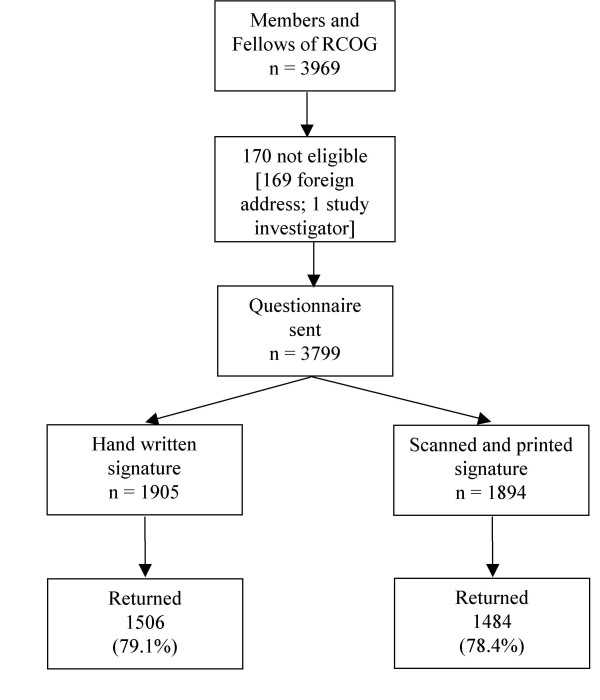 Members and
Fellows of RCOG
n = 3969
170 not eligible
[169 foreign
address; 1 study
investigator]
Questionnaire
sent
n = 3799
Hand written
signature
n = 1905
Scanned and printed
signature
n = 1894
Returned
1506
(79.1%)
Returned
1484
(78.4%)